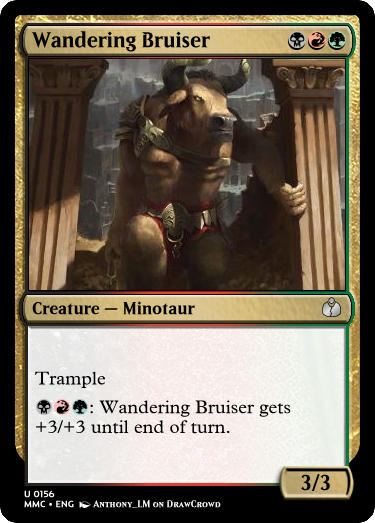 Wandering Bruiser
Creature — Minotaur
Trample
: Wandering Bruiser gets
+3/+3 until end of turn.
3/3
U 0156
MMC • ENG Anthony_LM on DrawCrowd